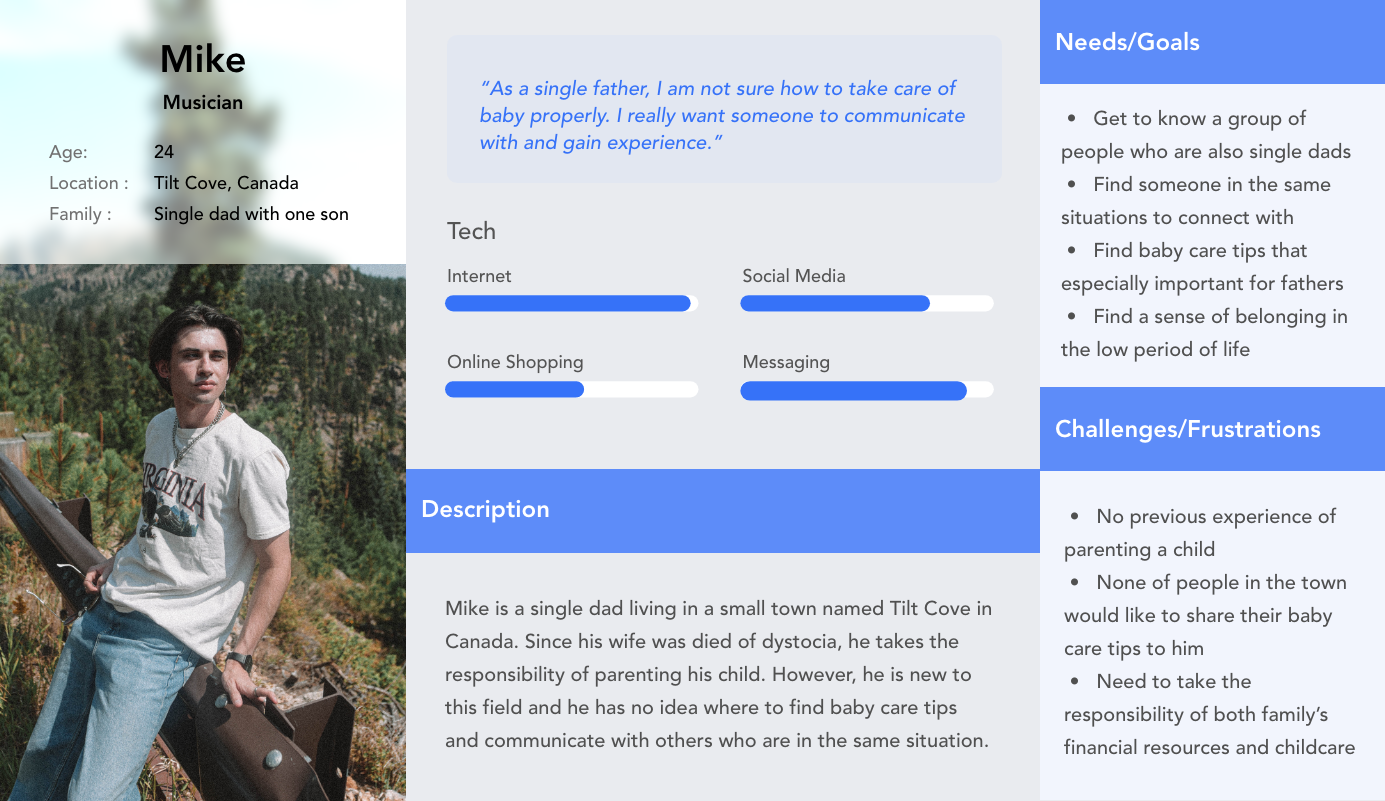 Mike
Musician
Age: 24
Location : Tilt Cove, Canada
Family : Single dad with one son
VIRGINIA
“As a single father, I am not sure how to take care of
baby properly. I really want someone to communicate
with and gain experience.”
Tech
Internet
Social Media
Online Shopping
Messaging
Description
Mike is a single dad living in a small town named Tilt Cove in
Canada. Since his wife was died of dystocia, he takes the
responsibility of parenting his child. However, he is new to
this field and he has no idea where to find baby care tips
and communicate with others who are in the same situation.
Needs/Goals
• Get to know a group of
people who are also single dads
• Find someone in the same
situations to connect with
• Find baby care tips that
especially important for fathers
• Find a sense of belonging in
the low period of life
Challenges/Frustrations
• No previous experience of
parenting a child
• None of people in the town
would like to share their baby
care tips to him
• Need to take the
responsibility of both family’s
financial resources and childcare